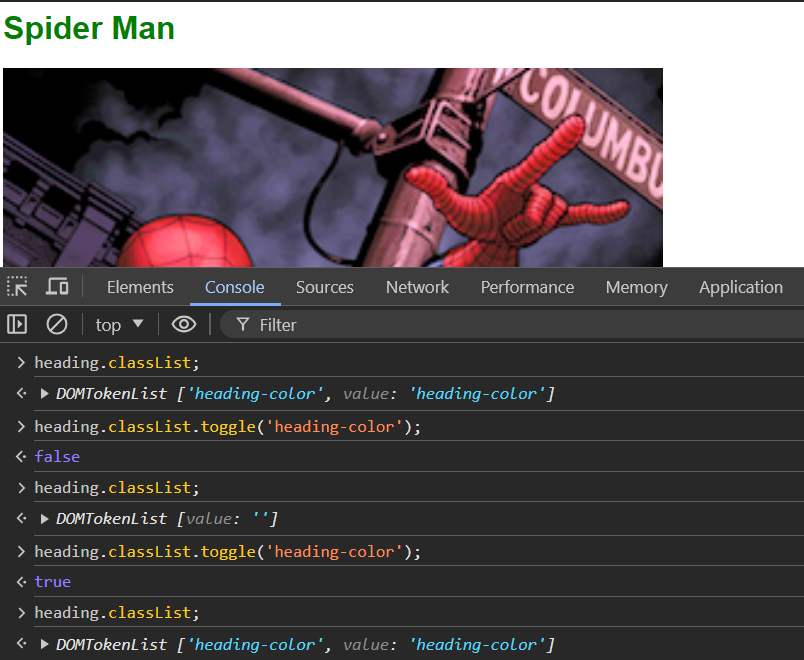 Spider Man
COLUMBU
Elements Console Sources Network Performance Memory Application
top Filter
heading.classList;
DOMTokenList ['heading-color', value: 'heading-color']
heading.classList.toggle('heading-color');
false
heading.classList;
DOMTokenList [value: '']
heading.classList.toggle('heading-color');
true
heading.classList;
DOMTokenList ['heading-color', value: 'heading-color']